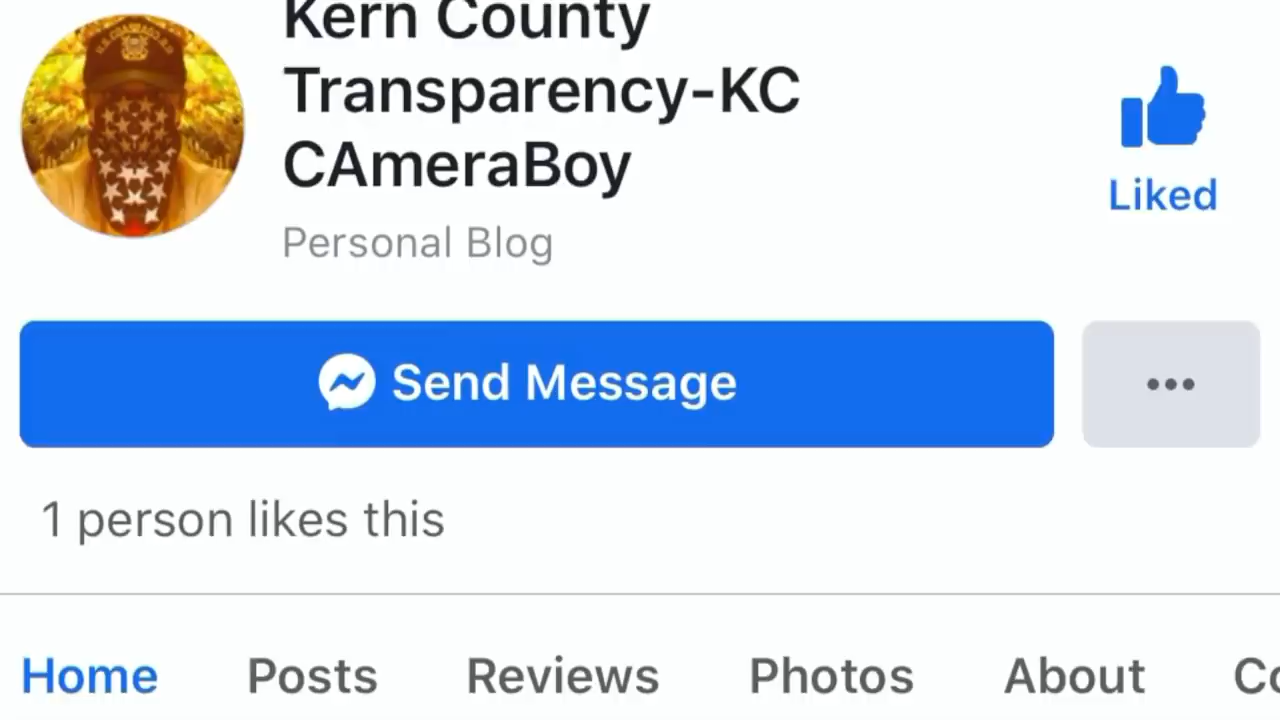 Kern County
Transparency-KC
CAmeraBoy
Personal Blog
Liked
Send Message
1 person likes this
Home Posts Reviews Photos About